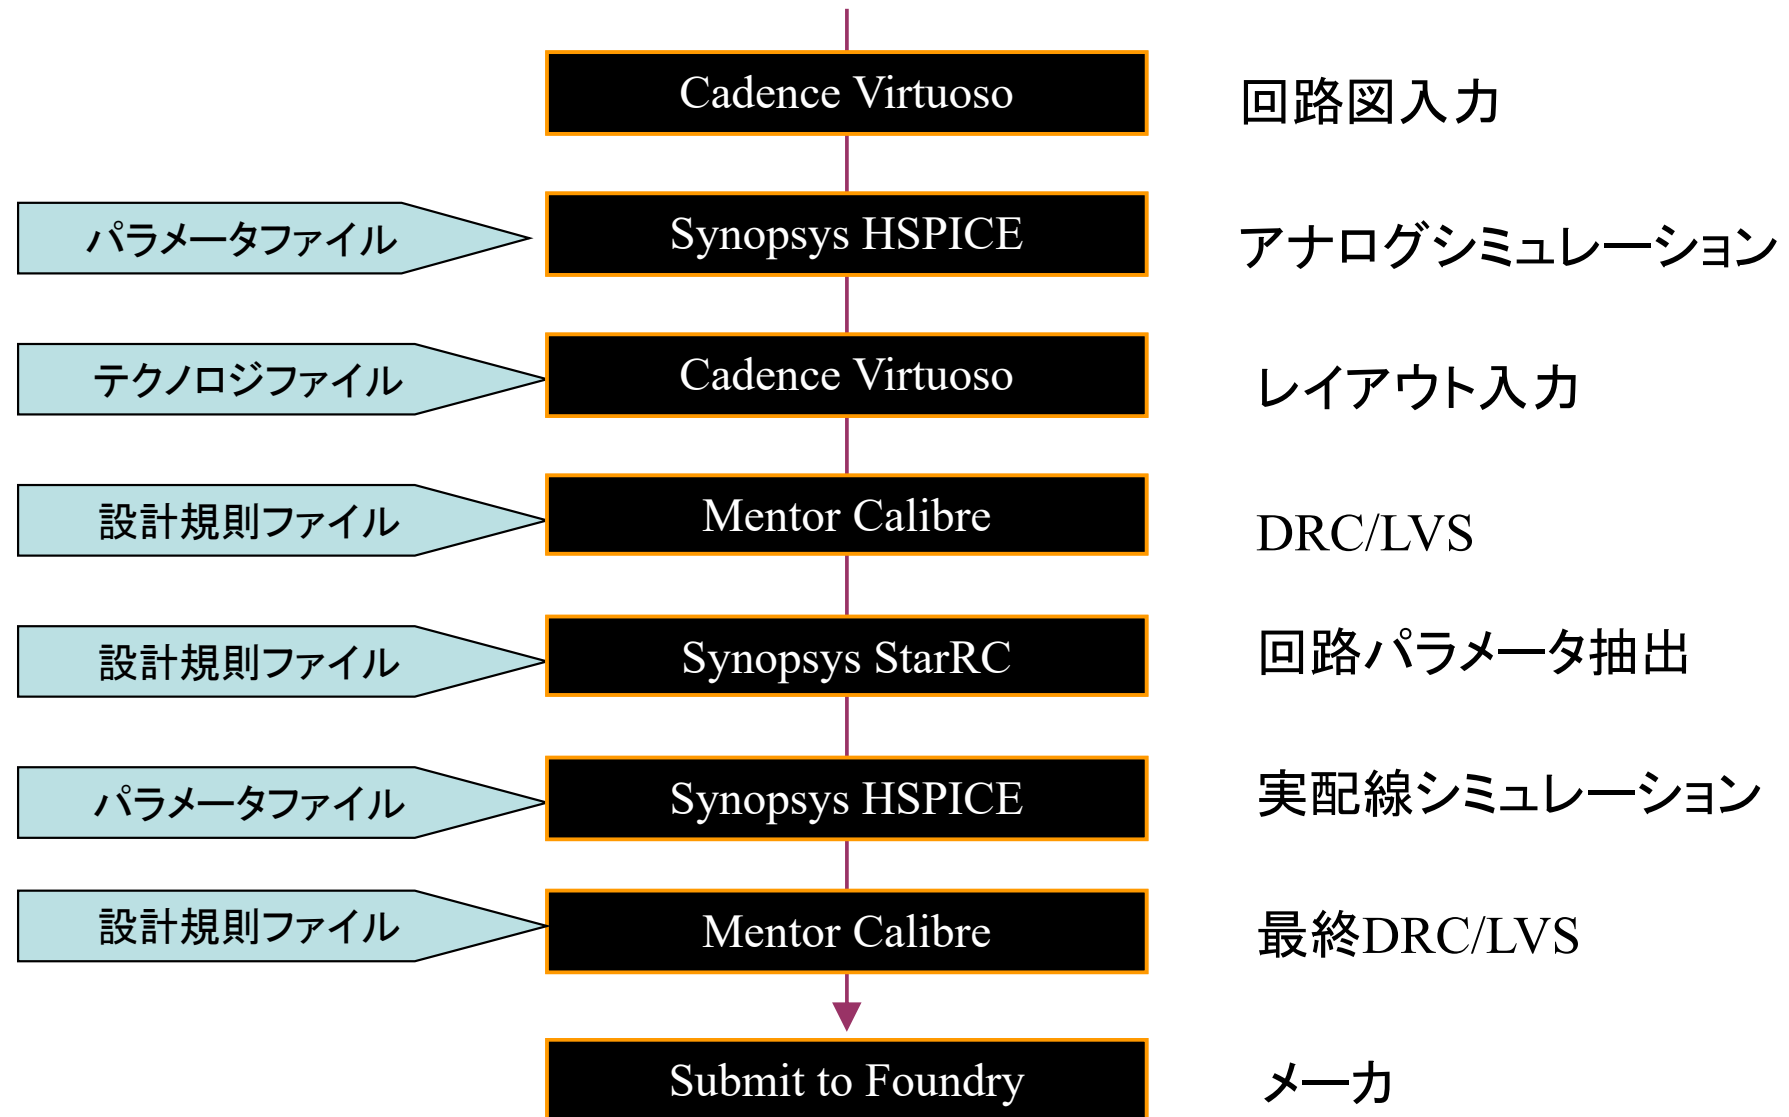 Cadence Virtuoso
回路図入力
パラメータファイル
Synopsys HSPICE
アナログシミュレーション
テクノロジファイル
Cadence Virtuoso
レイアウト入力
設計規則ファイル
Mentor Calibre
DRC/LVS
設計規則ファイル
Synopsys StarRC
回路パラメータ抽出
パラメータファイル
Synopsys HSPICE
実配線シミュレーション
設計規則ファイル
Mentor Calibre
最終DRC/LVS
Submit to Foundry
メーカ